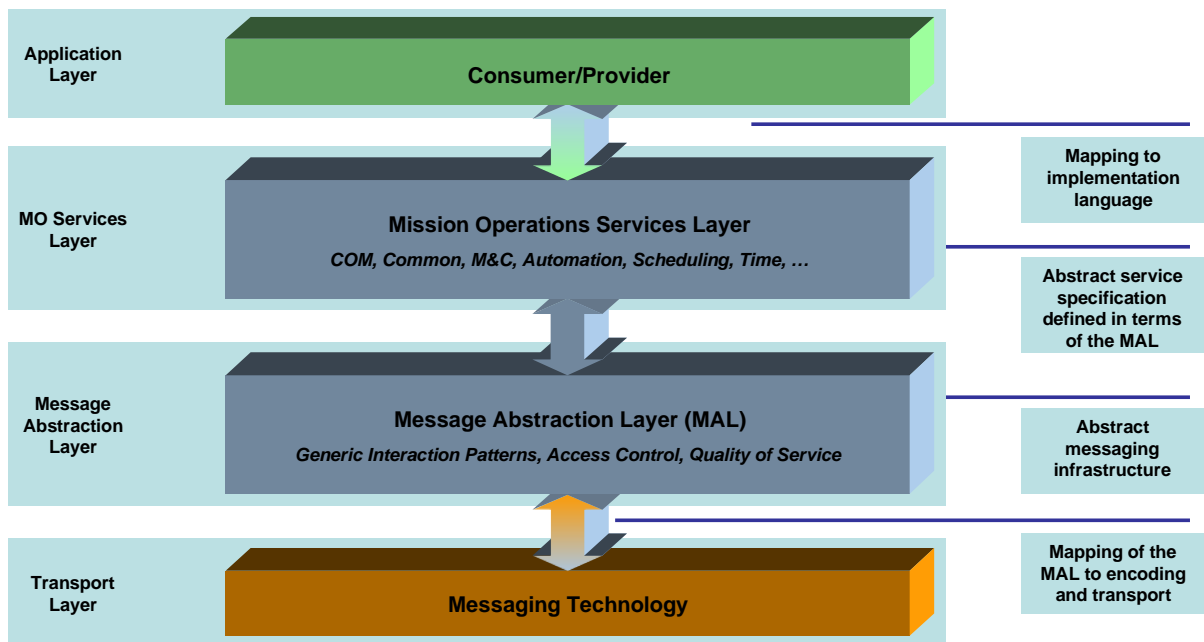 Application
Layer
Consumer/Provider
Mapping to
implementation
language
MO Services
Layer
Mission Operations Services Layer
COM, Common, M&C, Automation, Scheduling, Time, …
Abstract service
specification
defined in terms
of the MAL
Message
Abstraction
Layer
Message Abstraction Layer (MAL)
Generic Interaction Patterns, Access Control, Quality of Service
Abstract
messaging
infrastructure
Transport
Layer
Messaging Technology
Mapping of the
MAL to encoding
and transport